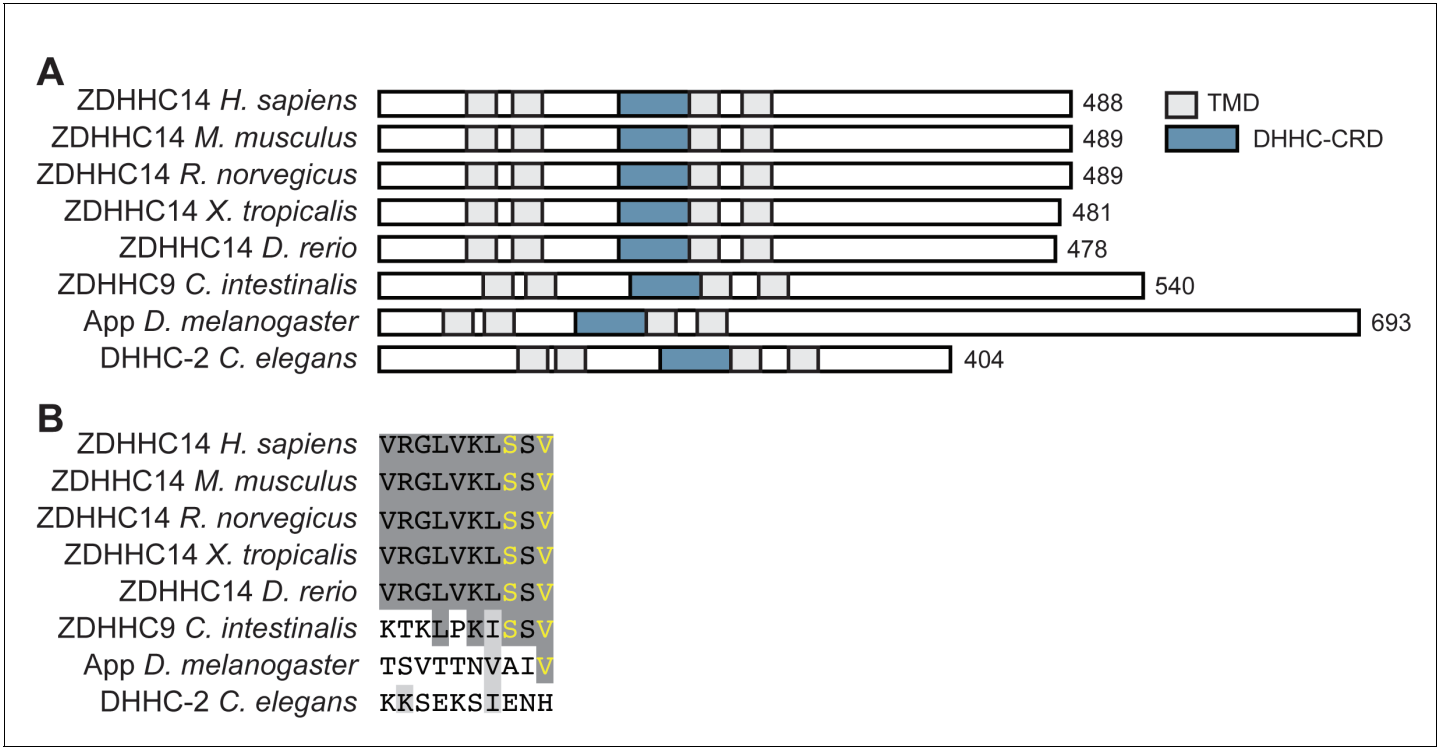 A
ZDHHC14 H. sapiens 488
TMD
ZDHHC14 M. musculus 489
DHHC-CRD
ZDHHC14 R. norvegicus 489
ZDHHC14 X. tropicalis 481
ZDHHC14 D. rerio 478
ZDHHC9 C. intestinalis 540
App D. melanogaster 693
DHHC-2 C. elegans 404
B
ZDHHC14 H. sapiens VRGLVKLSSV
ZDHHC14 M. musculus VRGLVKLSSV
ZDHHC14 R. norvegicus VRGLVKLSSV
ZDHHC14 X. tropicalis VRGLVKLSSV
ZDHHC14 D. rerio VRGLVKLSSV
ZDHHC9 C. intestinalis KTKLPKISSV
App D. melanogaster TSVTTNVAIV
DHHC-2 C. elegans KKSEKSIENH